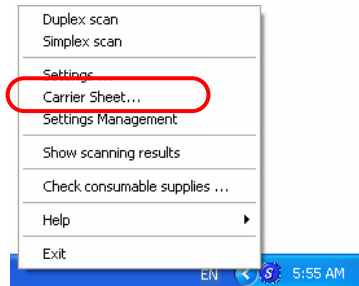 Duplex scan
Simplex scan
Settings...
Carrier Sheet...
Settings Management
Show scanning results
Check consumable supplies ...
Help
Exit
EN S 5:55 AM